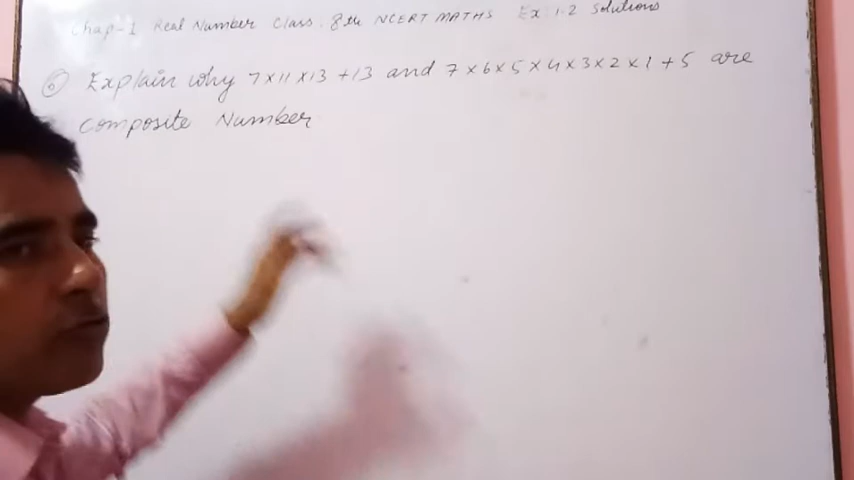 Chap-1 Real Number Class. 8th NCERT MATHS Ex 1.2 Solutions
(6) Explain why 7×11×13 +13 and 7×6×5×4×3×2×1+5 are
composite Number